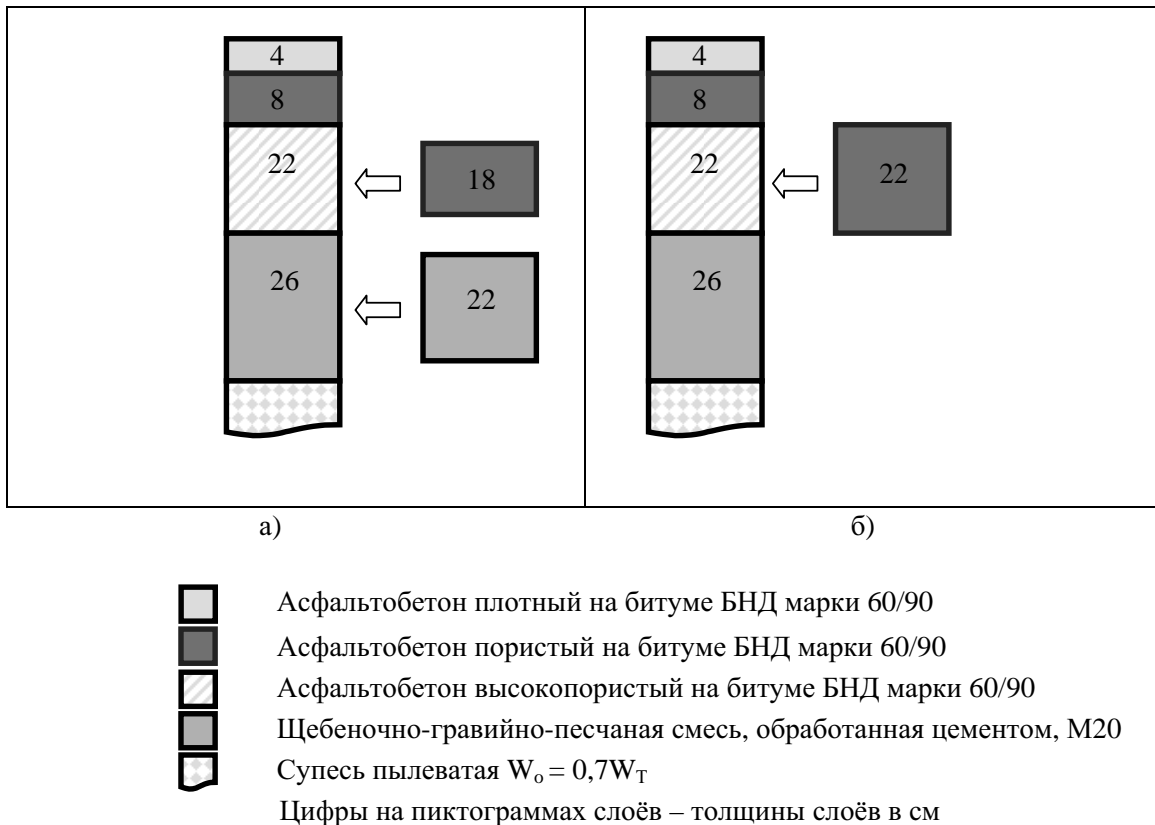 4
8
22
18
26
22
4
8
22
22
26
а)
б)
Асфальтобетон плотный на битуме БНД марки 60/90
Асфальтобетон пористый на битуме БНД марки 60/90
Асфальтобетон высокопористый на битуме БНД марки 60/90
Щебеночно-гравийно-песчаная смесь, обработанная цементом, М20
Супесь пылеватая Wо = 0,7WТ
Цифры на пиктограммах слоёв – толщины слоёв в см